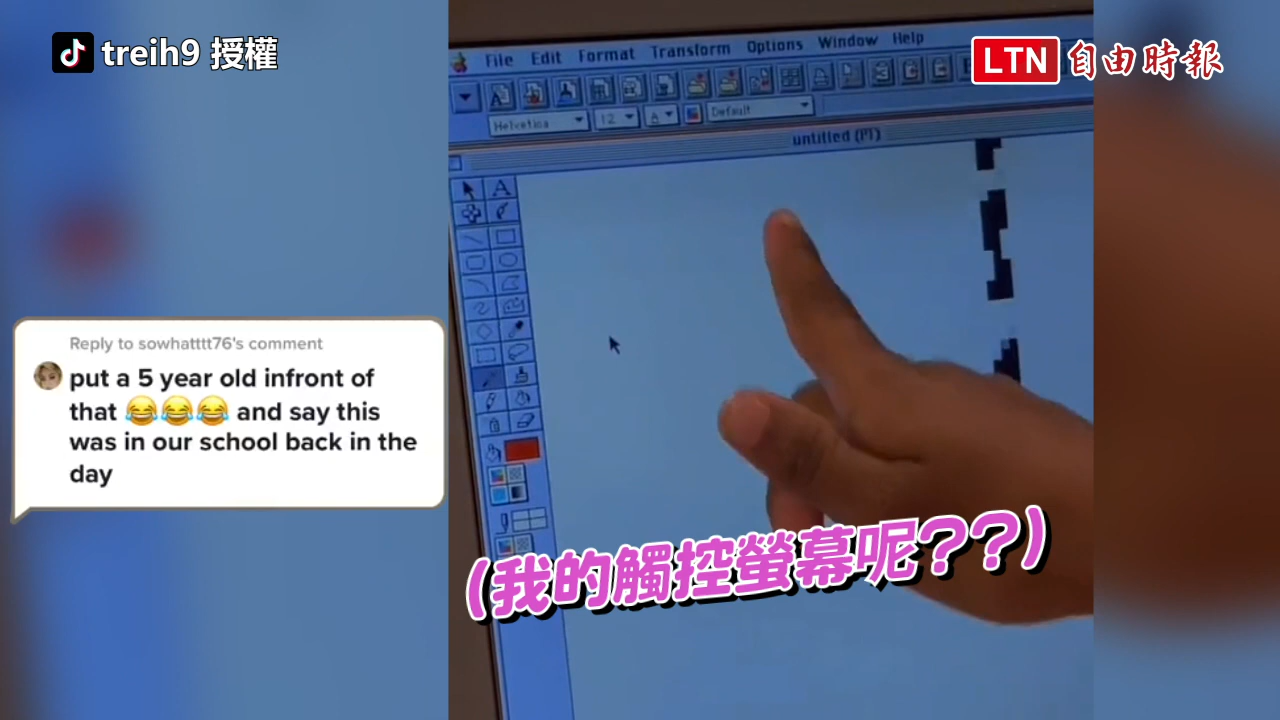 treih9 授權
LTN 自由時報
File Edit Format Transform Options Window Help
Helvetica 12 A Default
untitled (PT)
A
Reply to sowhatttt76's comment
put a 5 year old infront of
that 😂😂😂 and say this
was in our school back in the
day
(我的觸控螢幕呢??)